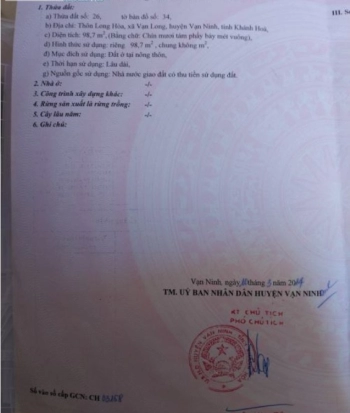 1. Thửa đất:
a) Thửa đất số: 26, tờ bản đồ số: 34,
b) Địa chỉ: Thôn Long Hòa, xã Vạn Long, huyện Vạn Ninh, tỉnh Khánh Hoà,
c) Diện tích: 98,7 m², (Bằng chữ: Chín mươi tám phẩy bảy mét vuông),
d) Hình thức sử dụng: riêng 98,7 m², chung không m²,
đ) Mục đích sử dụng: Đất ở tại nông thôn,
e) Thời hạn sử dụng: Lâu dài,
g) Nguồn gốc sử dụng: Nhà nước giao đất có thu tiền sử dụng đất.
2. Nhà ở: -/-
3. Công trình xây dựng khác: -/-
4. Rừng sản xuất là rừng trồng: -/-
5. Cây lâu năm: -/-
6. Ghi chú:
III.
Vạn Ninh, ngày tháng 3 năm
TM. UỶ BAN NHÂN DÂN HUYỆN VẠN NINH
KT CHỦ TỊCH
PHÓ CHỦ TỊCH
Số vào sổ cấp GCN: CH